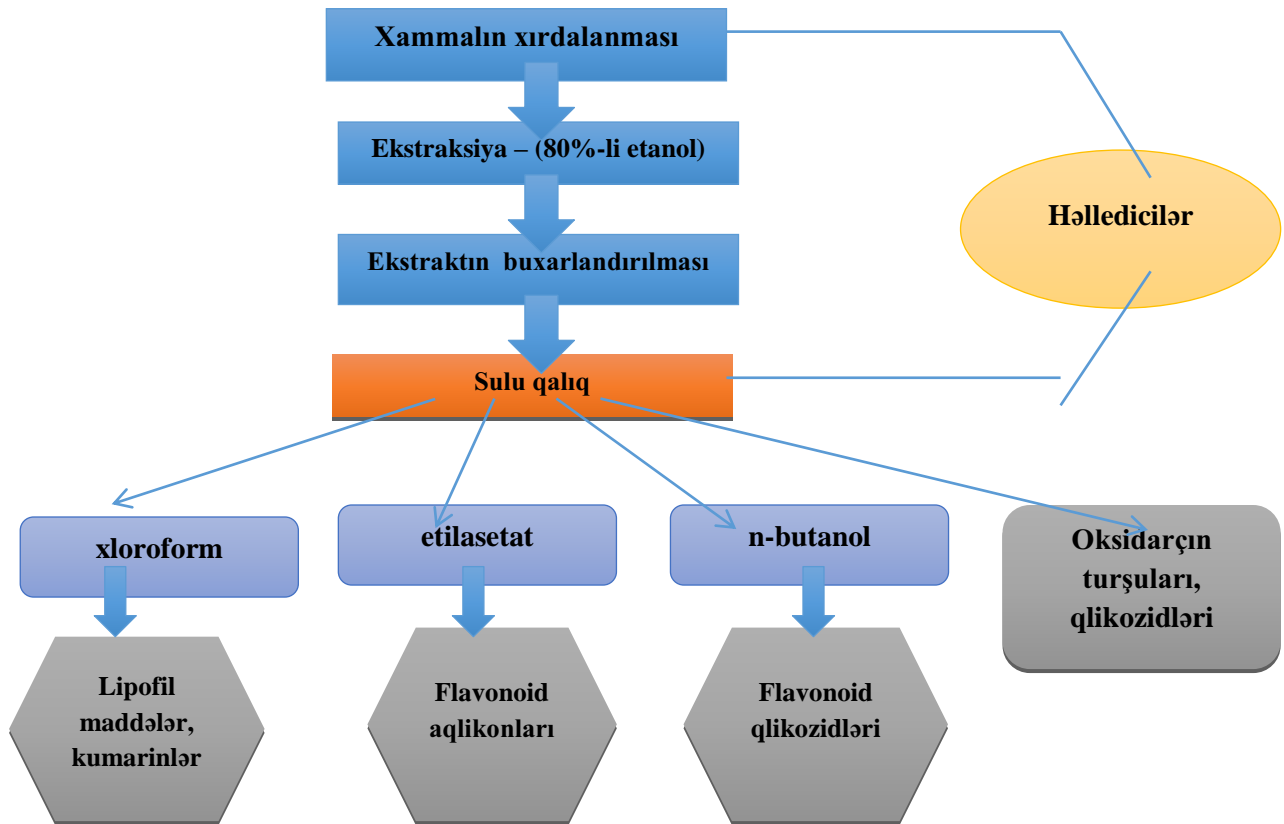 Xammalın xırdalanması
Ekstraksiya – (80%-li etanol)
Ekstraktın buxarlandırılması
Sulu qalıq
Həlledicilər
xloroform
etilasetat
n-butanol
Oksidarçın
turşuları,
qlikozidləri
Lipofil
maddələr,
kumarinlər
Flavonoid
aqlikonları
Flavonoid
qlikozidləri